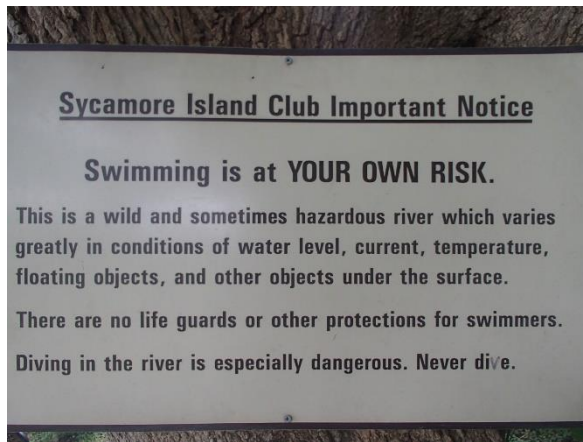 Sycamore Island Club Important Notice
Swimming is at YOUR OWN RISK.
This is a wild and sometimes hazardous river which varies
greatly in conditions of water level, current, temperature,
floating objects, and other objects under the surface.
There are no life guards or other protections for swimmers.
Diving in the river is especially dangerous. Never dive.